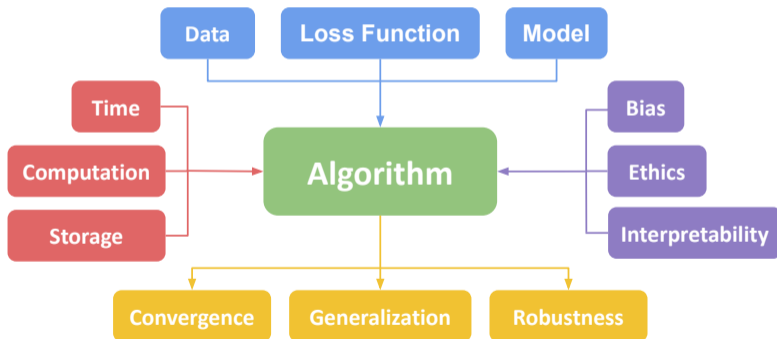 Data
Loss Function
Model
Time
Computation
Storage
Algorithm
Bias
Ethics
Interpretability
Convergence
Generalization
Robustness